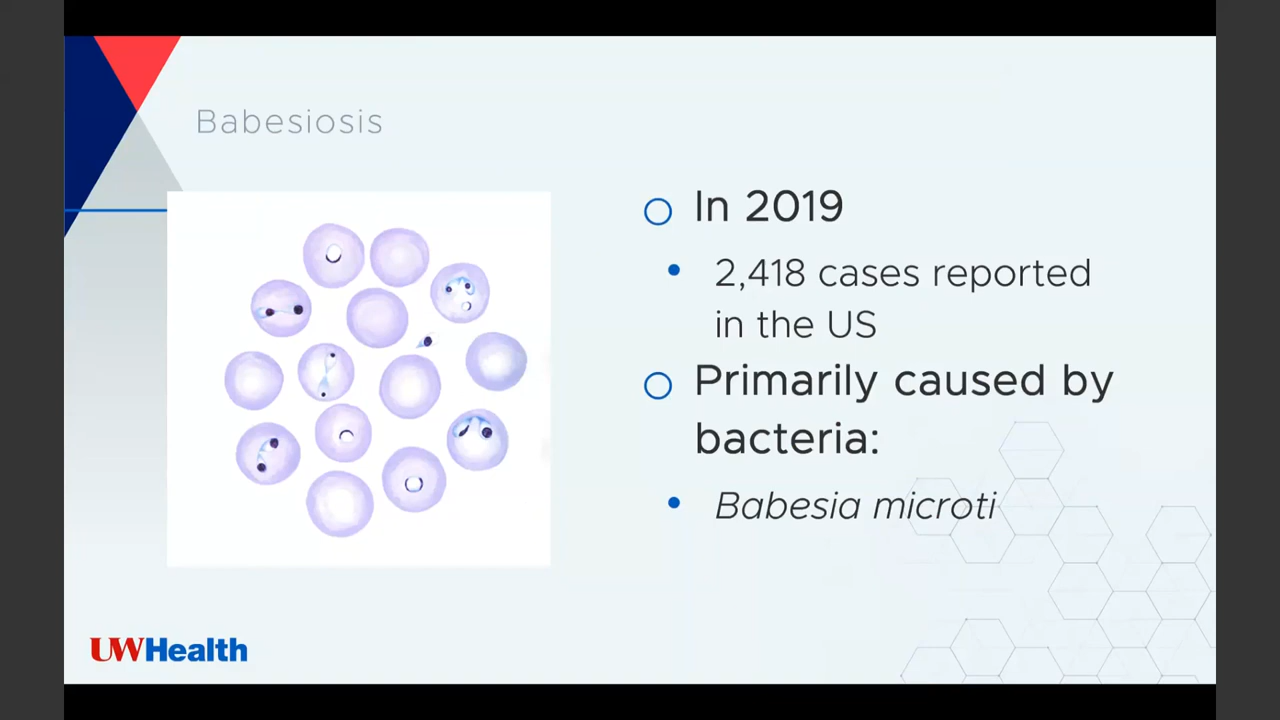 Babesiosis
In 2019
2,418 cases reported
in the US
Primarily caused by
bacteria:
Babesia microti
UWHealth